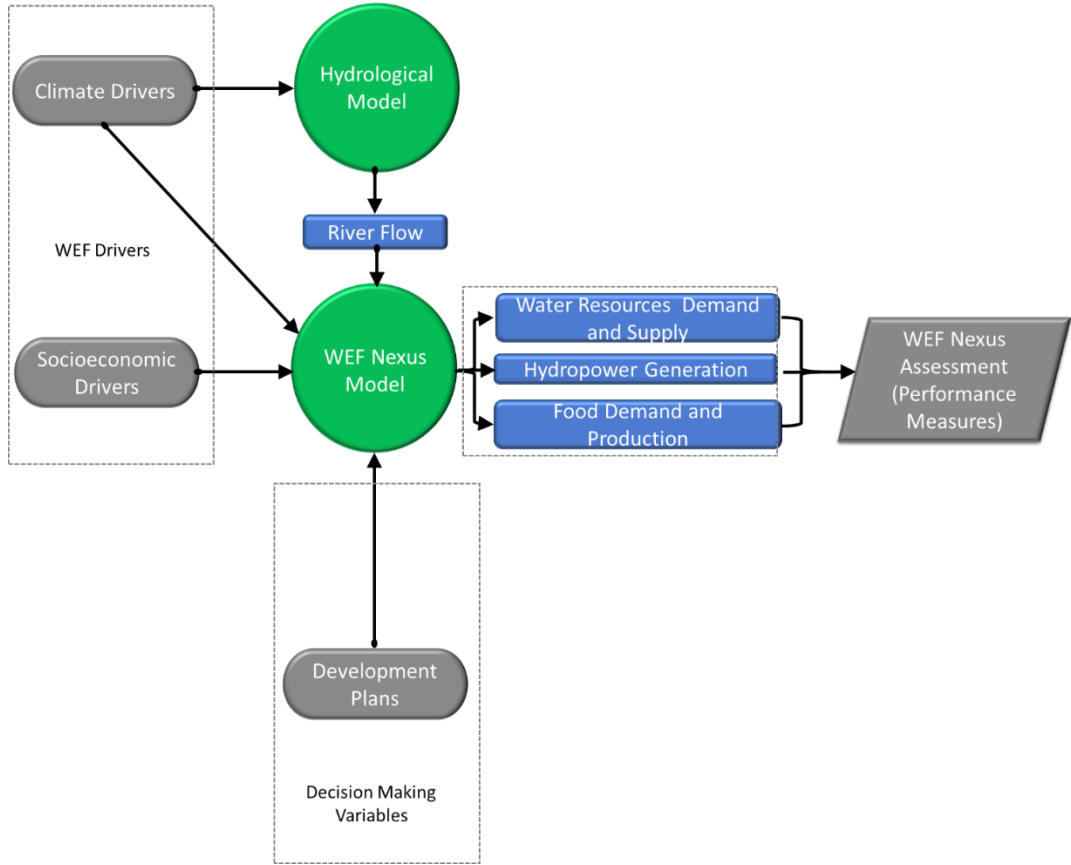 Climate Drivers
Hydrological
Model
River Flow
WEF Drivers
Socioeconomic
Drivers
WEF Nexus
Model
Water Resources  Demand
and Supply
Hydropower Generation
Food Demand and
Production
WEF Nexus
Assessment
(Performance
Measures)
Development
Plans
Decision Making
Variables